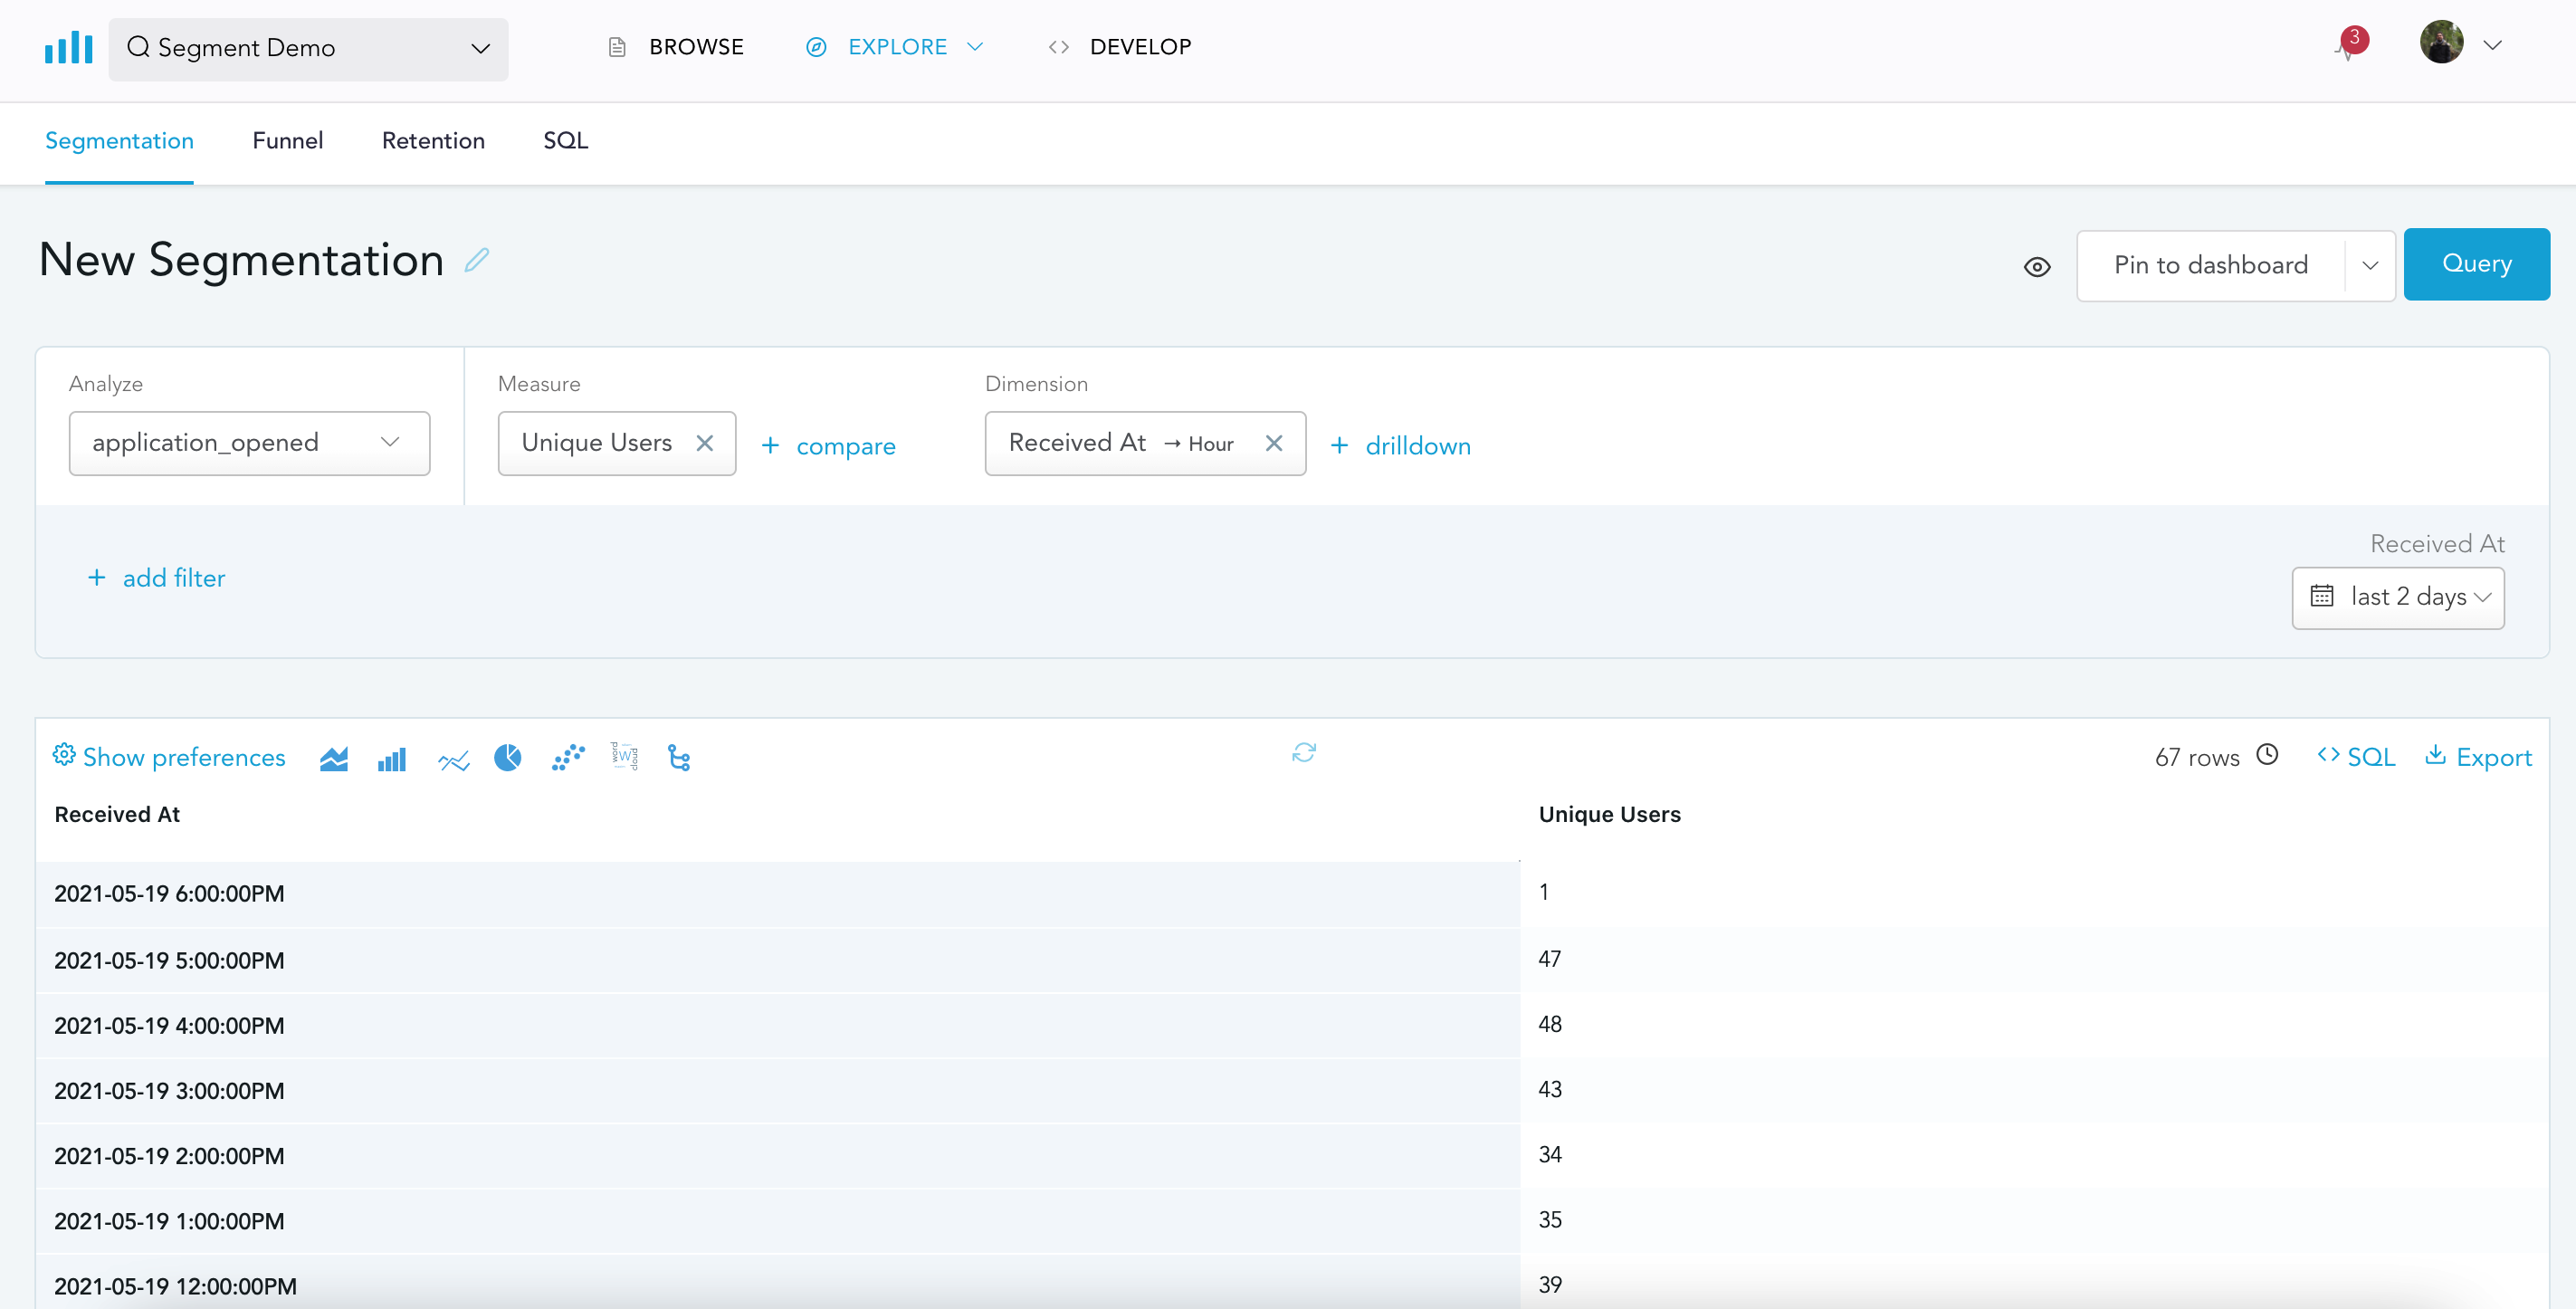 Segment Demo
BROWSE
EXPLORE
DEVELOP
3
Segmentation
Funnel
Retention
SQL
New Segmentation
Pin to dashboard
Query
Analyze
Measure
Dimension
application_opened
Unique Users
+ compare
Received At → Hour
+ drilldown
Received At
+ add filter
last 2 days
Show preferences
word W cloud
67 rows
SQL
Export
Received At
Unique Users
2021-05-19 6:00:00PM
1
2021-05-19 5:00:00PM
47
2021-05-19 4:00:00PM
48
2021-05-19 3:00:00PM
43
2021-05-19 2:00:00PM
34
2021-05-19 1:00:00PM
35
2021-05-19 12:00:00PM
39